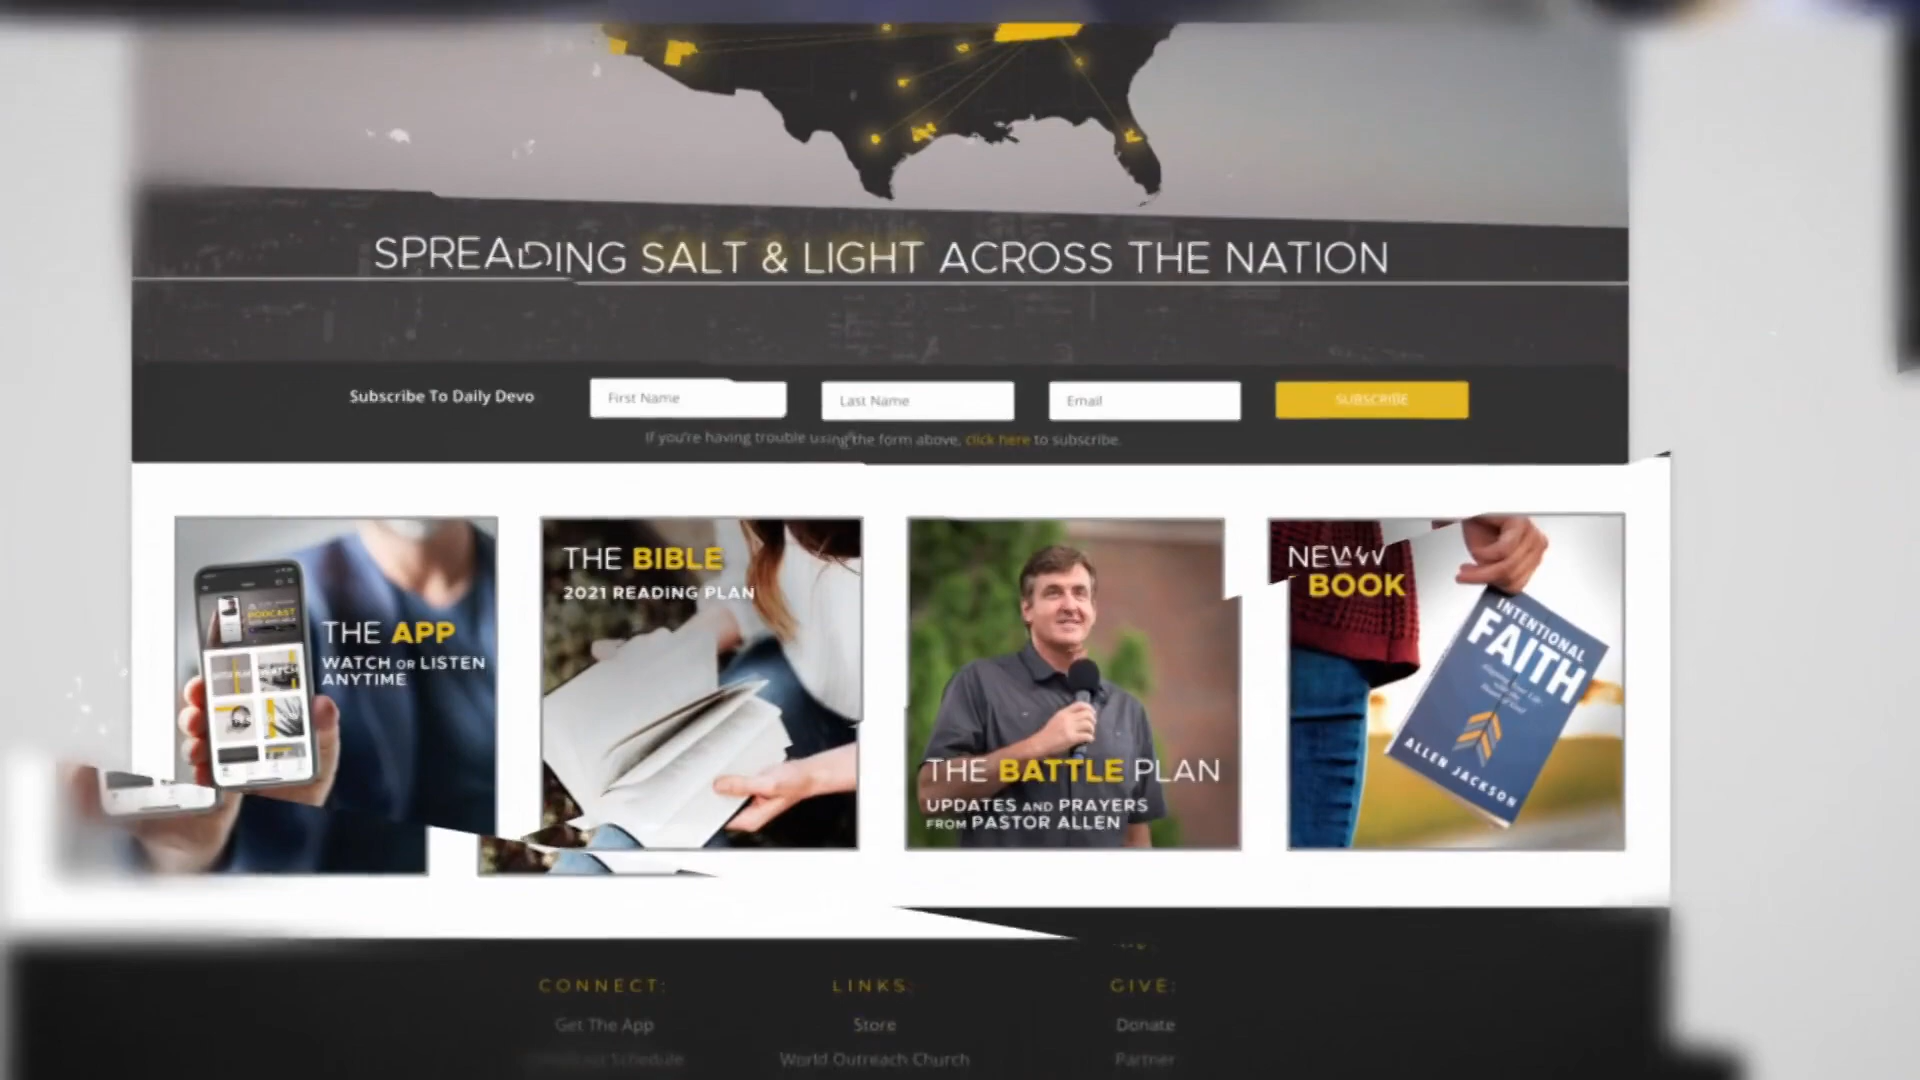 SPREADING SALT & LIGHT ACROSS THE NATION
Subscribe To Daily Devo
First Name
Last Name
Email
SUBSCRIBE
If you're having trouble using the form above, click here to subscribe.
THE APP
WATCH OR LISTEN
ANYTIME
PODCAST
THE BIBLE
2021 READING PLAN
THE BATTLE PLAN
UPDATES AND PRAYERS
FROM PASTOR ALLEN
NEW
BOOK
INTENTIONAL
FAITH
ALLEN JACKSON
CONNECT:
LINKS:
GIVE:
Get The App
Store
Donate
Schedule
World Outreach Church
Partner